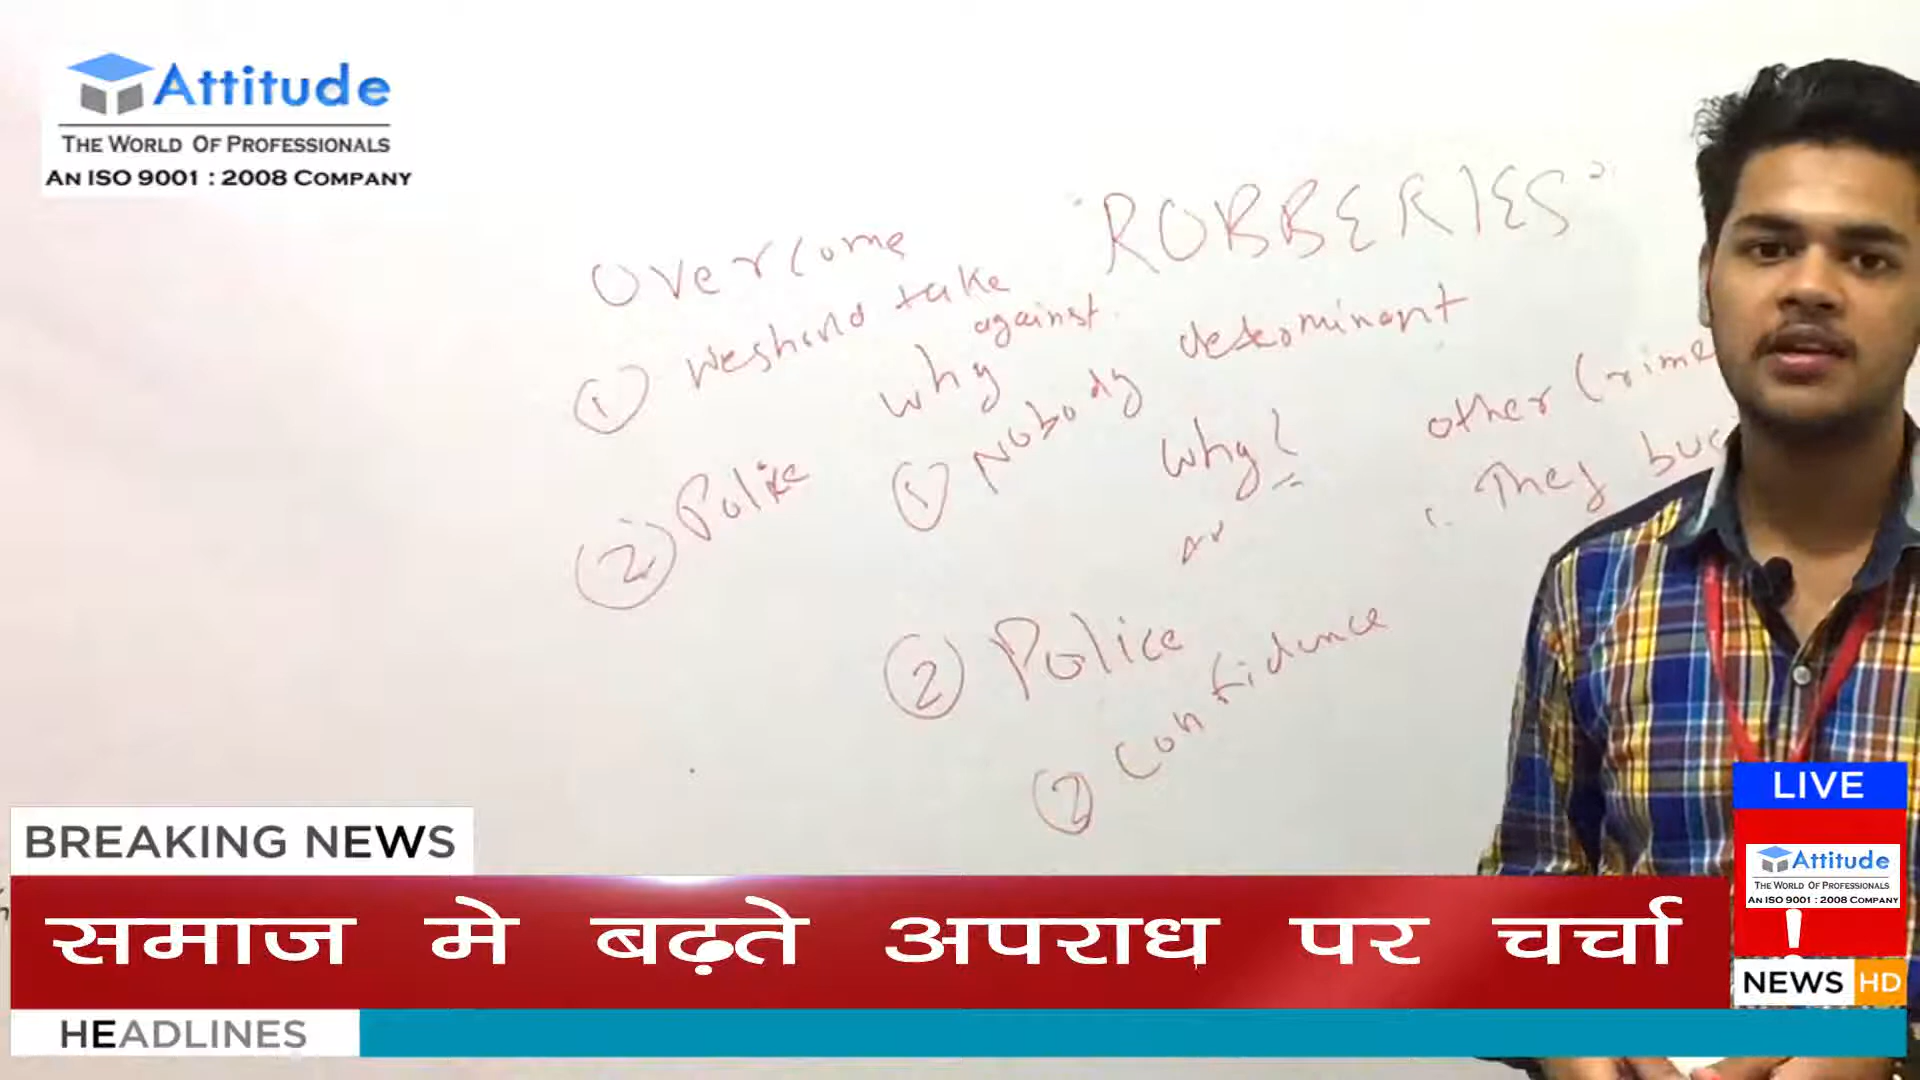 Attitude
THE WORLD OF PROFESSIONALS
AN ISO 9001 : 2008 COMPANY
ROBBERIES
Overcome
① We should take
against
Why
① Nobody determinant
② Police
Why?
or
other Crime
They
② Police
② Confidence
LIVE
Attitude
THE WORLD OF PROFESSIONALS
AN ISO 9001 : 2008 COMPANY
!
NEWS HD
BREAKING NEWS
समाज मे बढ़ते अपराध पर चर्चा
HEADLINES